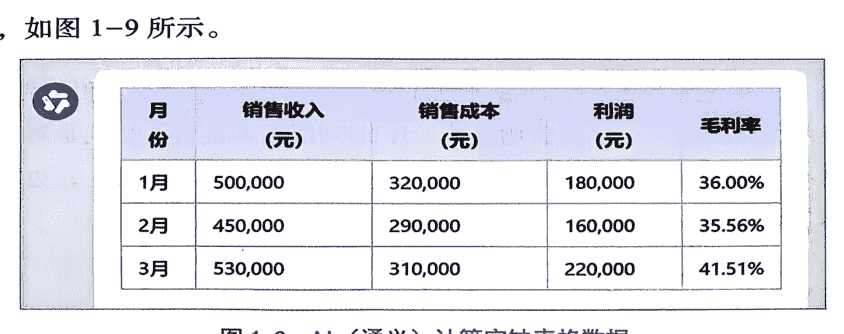 ，如图 1-9 所示。
月份 销售收入（元） 销售成本（元） 利润（元） 毛利率
1月 500,000 320,000 180,000 36.00%
2月 450,000 290,000 160,000 35.56%
3月 530,000 310,000 220,000 41.51%